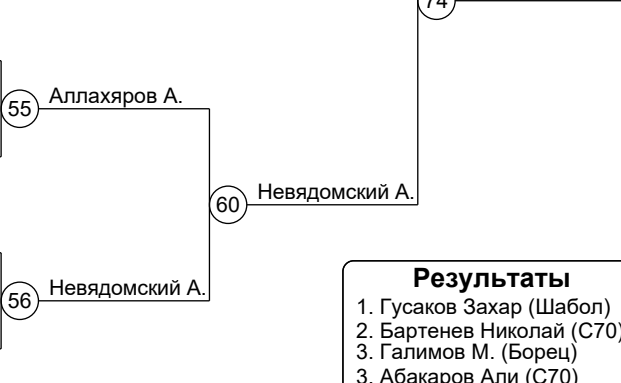 74
Аллахяров А.
55
Невядомский А.
60
Невядомский А.
56
Результаты
1. Гусаков Захар (Шабол)
2. Бартенев Николай (С70)
3. Галимов М. (Борец)
3. Абакаров Али (С70)